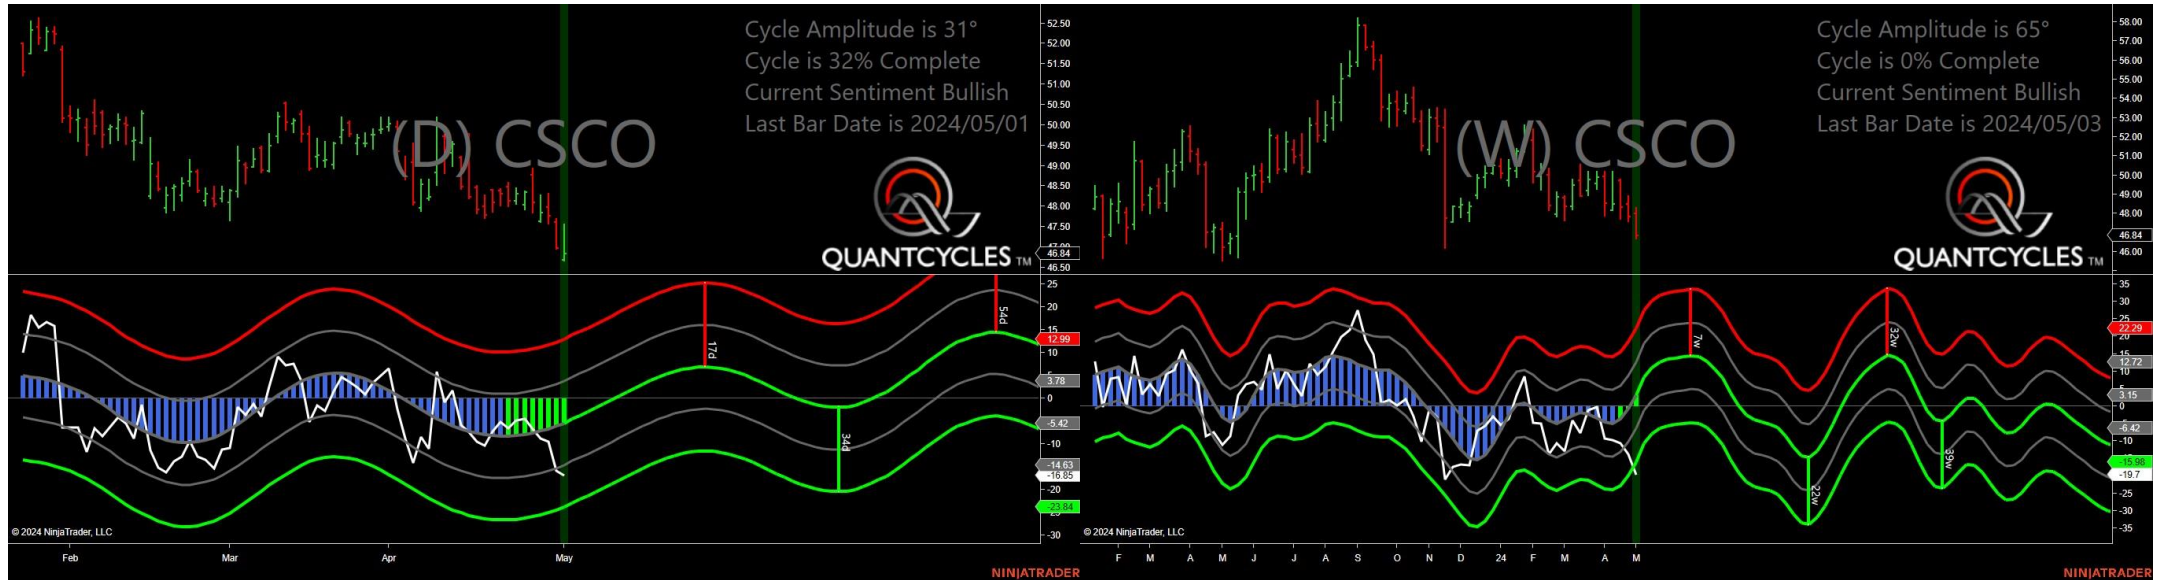 Cycle Amplitude is 31°
Cycle is 32% Complete
Current Sentiment Bullish
Last Bar Date is 2024/05/01
(D) CSCO
QUANTCYCLES TM
52.50
52.00
51.50
51.00
50.50
50.00
49.50
49.00
48.50
48.00
47.50
47.00
46.84
46.50
17d
34d
54d
25
20
15
12.99
10
5
3.78
0
-5.42
-10
-14.63
-16.85
-20
-23.84
-30
© 2024 NinjaTrader, LLC
Feb Mar Apr May
NINJATRADER
Cycle Amplitude is 65°
Cycle is 0% Complete
Current Sentiment Bullish
Last Bar Date is 2024/05/03
(W) CSCO
QUANTCYCLES TM
58.00
57.00
56.00
55.00
54.00
53.00
52.00
51.00
50.00
49.00
48.00
46.84
46.00
7w
22w
32w
39w
35
30
25
22.29
20
12.72
10
3.15
0
-6.42
-10
-15.98
-19.7
-25
-30
-35
© 2024 NinjaTrader, LLC
F M A M J J A S O N D 24 F M A M
NINJATRADER